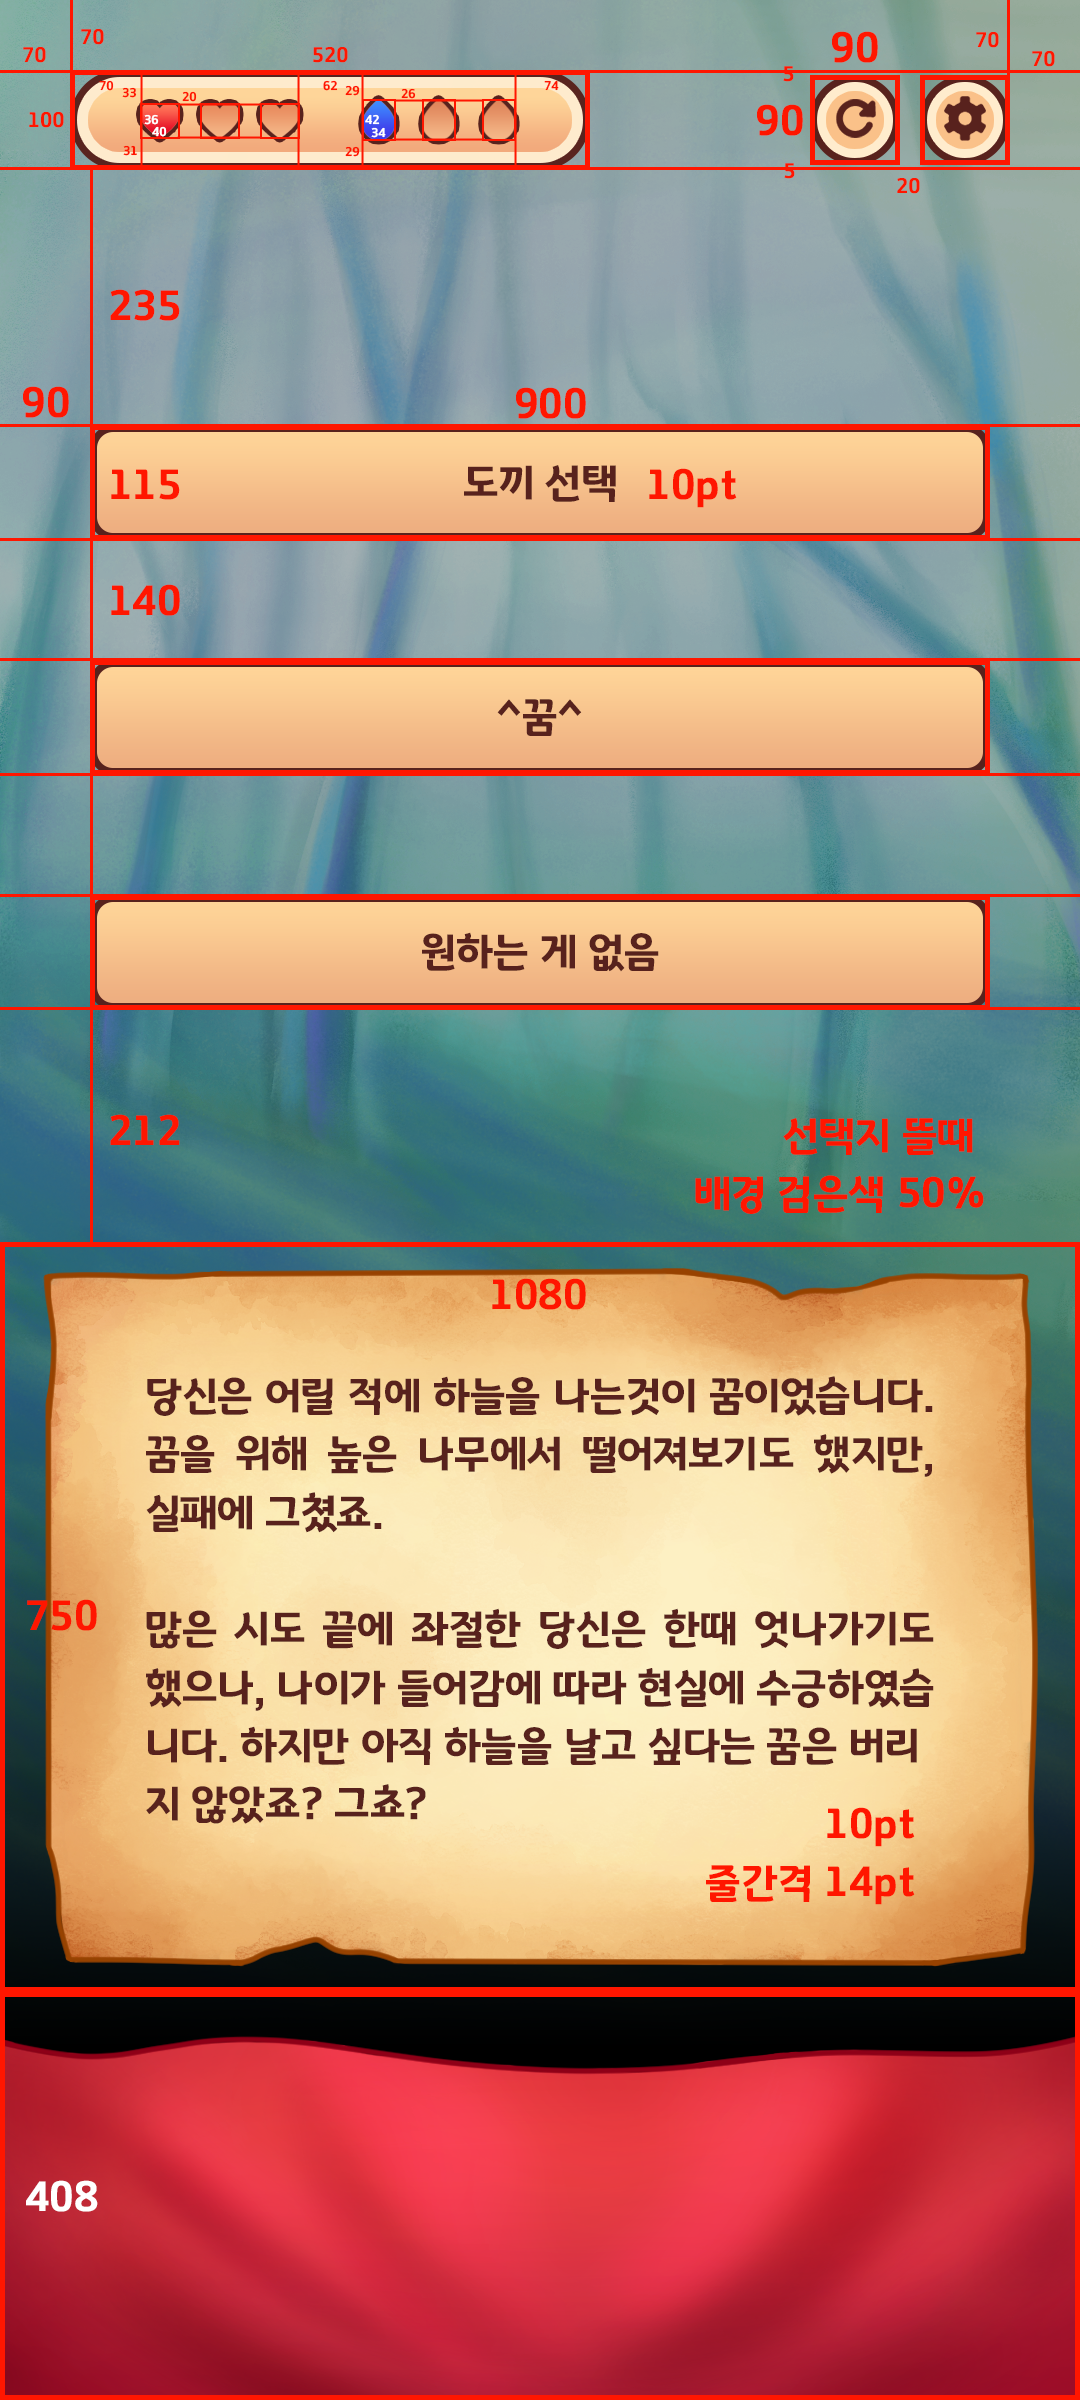 70
70
520
90
70
70
5
70
33
20
62
29
26
74
100
36
40
42
34
90
31
29
5
20
235
90
900
115
도끼 선택 10pt
140
^꿈^
원하는 게 없음
212
선택지 뜰때
배경 검은색 50%
1080
당신은 어릴 적에 하늘을 나는것이 꿈이었습니다.
꿈을 위해 높은 나무에서 떨어져보기도 했지만,
실패에 그쳤죠.
750
많은 시도 끝에 좌절한 당신은 한때 엇나가기도
했으나, 나이가 들어감에 따라 현실에 수긍하였습
니다. 하지만 아직 하늘을 날고 싶다는 꿈은 버리
지 않았죠? 그쵸?
10pt
줄간격 14pt
408